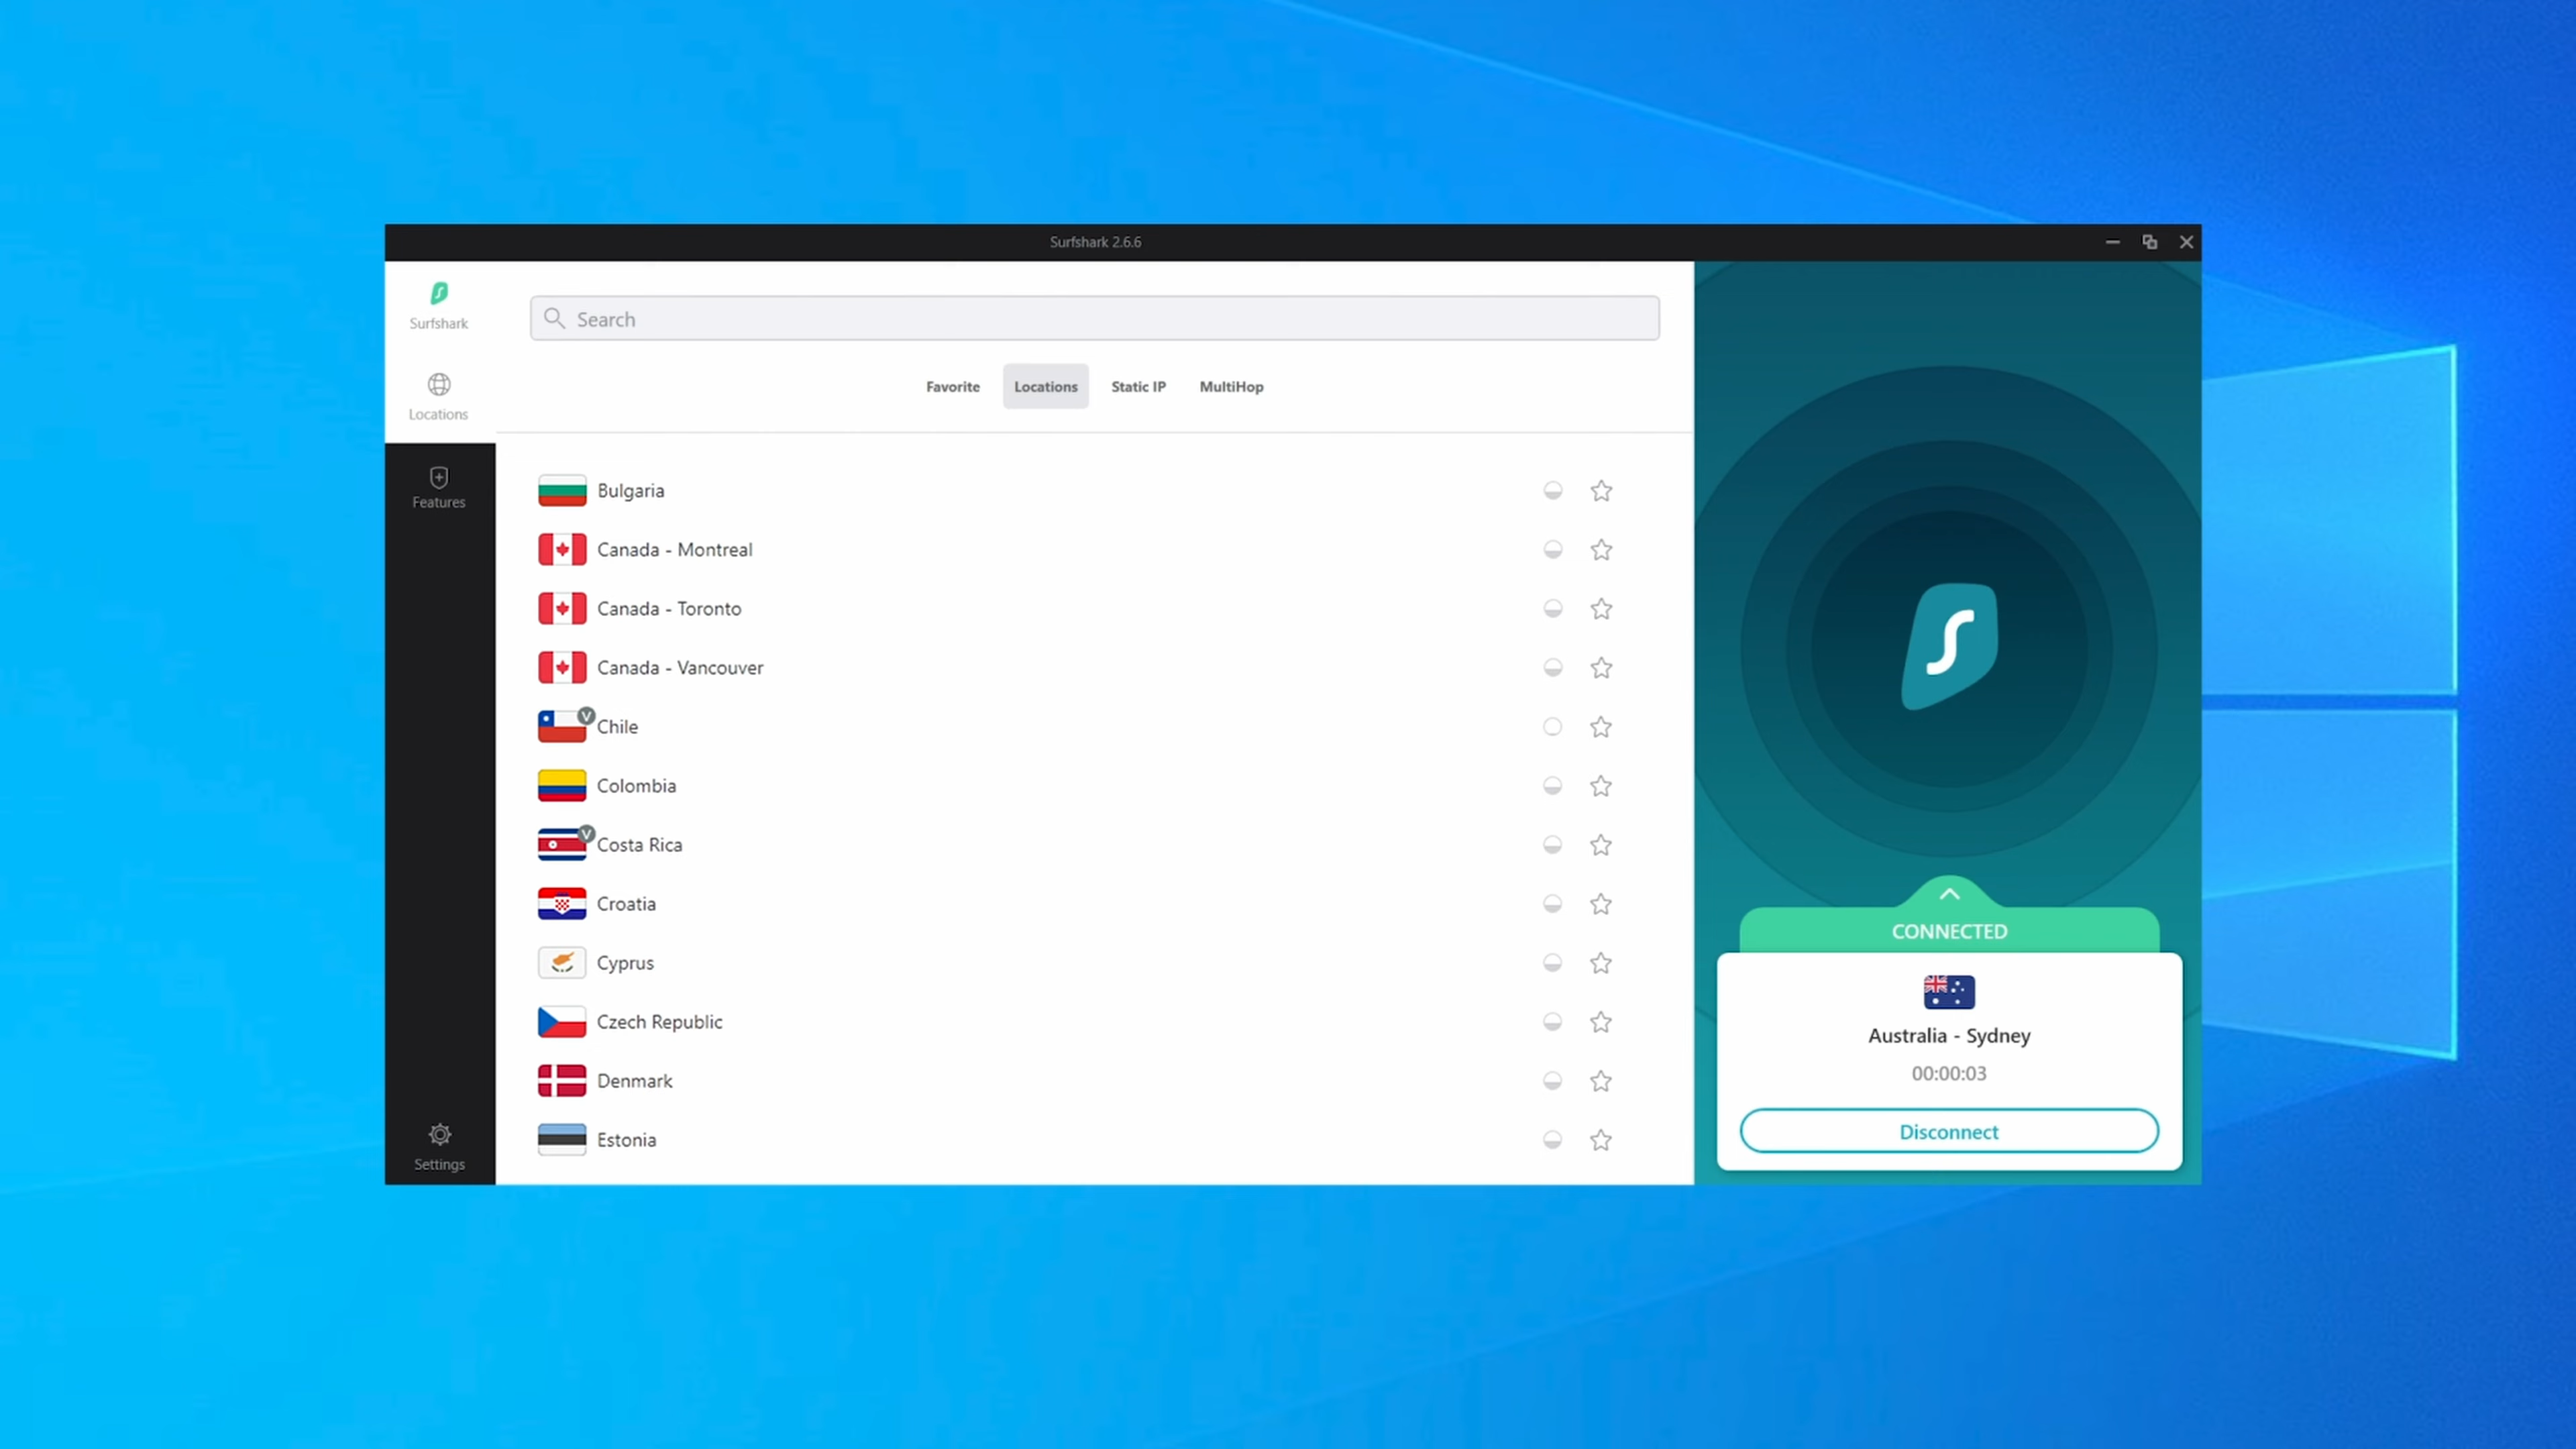 Surfshark 2.6.6
Surfshark
Locations
Features
Settings
Search
Favorite
Locations
Static IP
MultiHop
Bulgaria
Canada - Montreal
Canada - Toronto
Canada - Vancouver
V
Chile
Colombia
V
Costa Rica
Croatia
Cyprus
Czech Republic
Denmark
Estonia
CONNECTED
Australia - Sydney
00:00:03
Disconnect